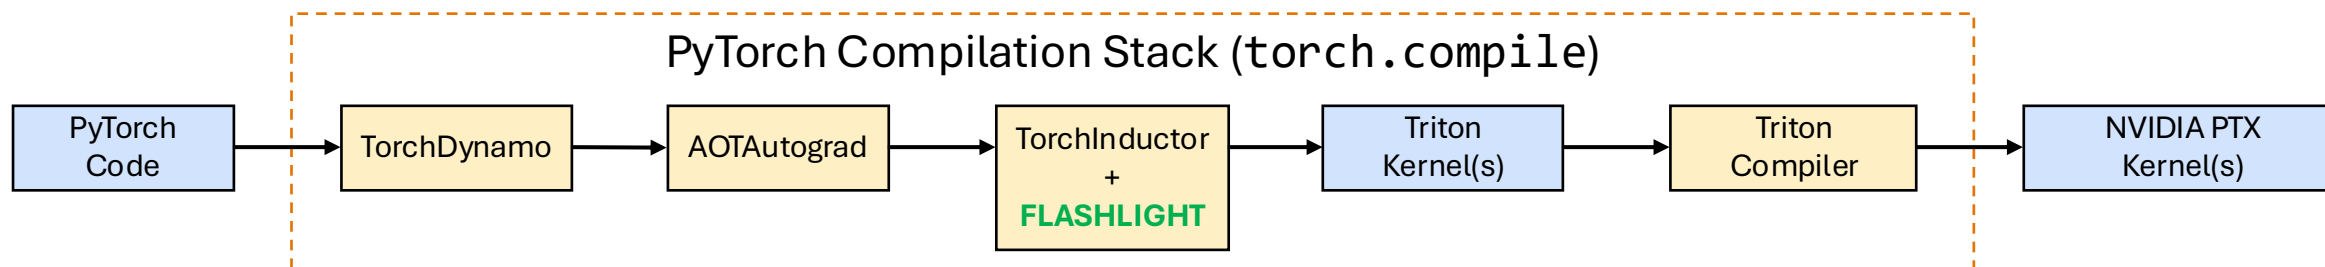 PyTorch Compilation Stack (torch.compile)
PyTorch
Code
TorchDynamo
AOTAutograd
TorchInductor
+
FLASHLIGHT
Triton
Kernel(s)
Triton
Compiler
NVIDIA PTX
Kernel(s)